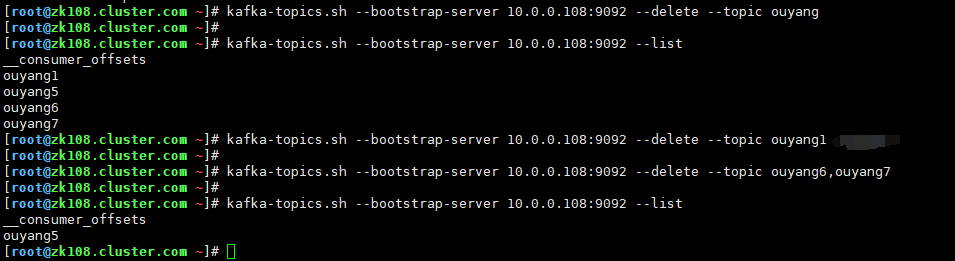 [root@zk108.cluster.com ~]# kafka-topics.sh --bootstrap-server 10.0.0.108:9092 --delete --topic ouyang
[root@zk108.cluster.com ~]#
[root@zk108.cluster.com ~]# kafka-topics.sh --bootstrap-server 10.0.0.108:9092 --list
__consumer_offsets
ouyang1
ouyang5
ouyang6
ouyang7
[root@zk108.cluster.com ~]# kafka-topics.sh --bootstrap-server 10.0.0.108:9092 --delete --topic ouyang1
[root@zk108.cluster.com ~]#
[root@zk108.cluster.com ~]# kafka-topics.sh --bootstrap-server 10.0.0.108:9092 --delete --topic ouyang6,ouyang7
[root@zk108.cluster.com ~]#
[root@zk108.cluster.com ~]# kafka-topics.sh --bootstrap-server 10.0.0.108:9092 --list
__consumer_offsets
ouyang5
[root@zk108.cluster.com ~]#